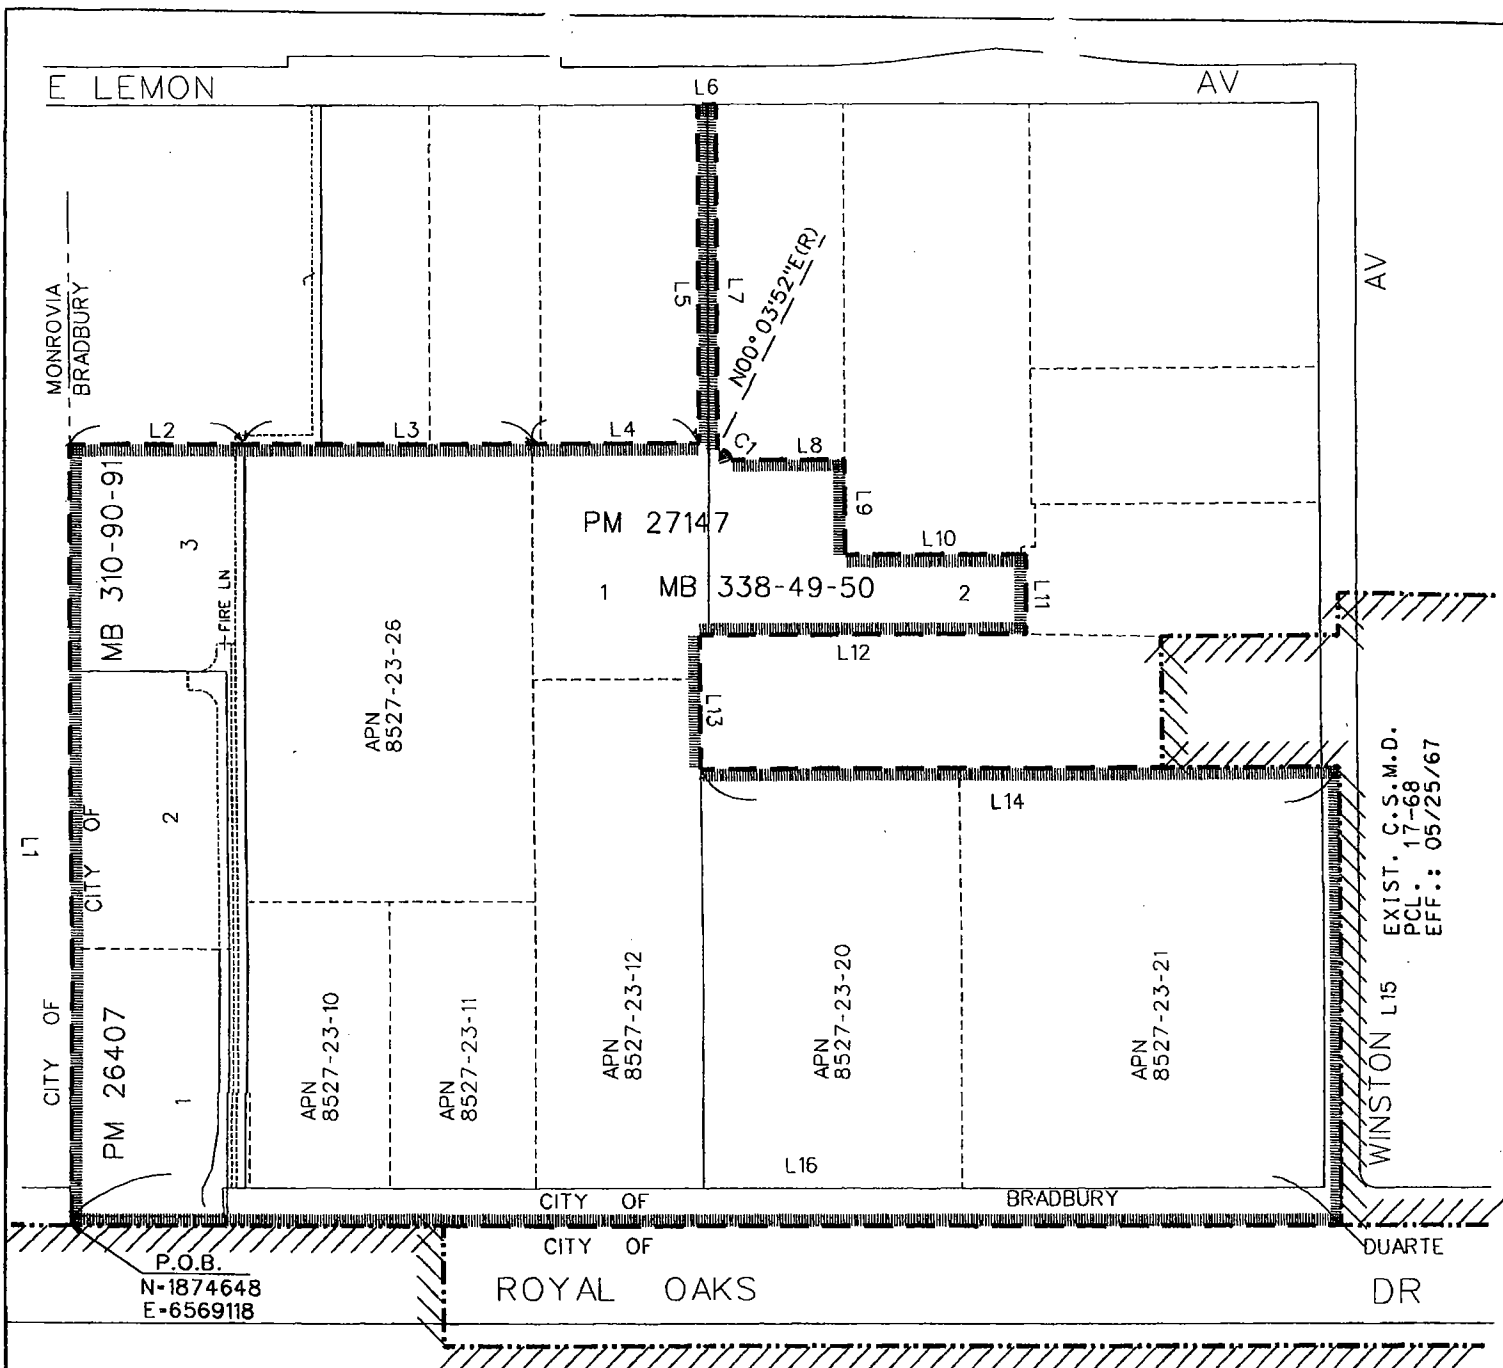 E LEMON AV
L6
MONROVIA
BRADBURY
L5
L7
N00°03'52"E(R)
AV
L2
L3
L4
C1
L8
MB 310-90-91
3
FIRE LN
PM 27147
L9
L10
1
MB 338-49-50
2
L11
APN
8527-23-26
L12
L13
L1
CITY OF
2
L14
EXIST. C.S.M.D.
PCL. 17-68
EFF.: 05/25/67
CITY OF
PM 26407
1
APN
8527-23-10
APN
8527-23-11
APN
8527-23-12
APN
8527-23-20
APN
8527-23-21
WINSTON
L15
L16
CITY OF BRADBURY
CITY OF DUARTE
P.O.B.
N=1874648
E=6569118
ROYAL OAKS DR